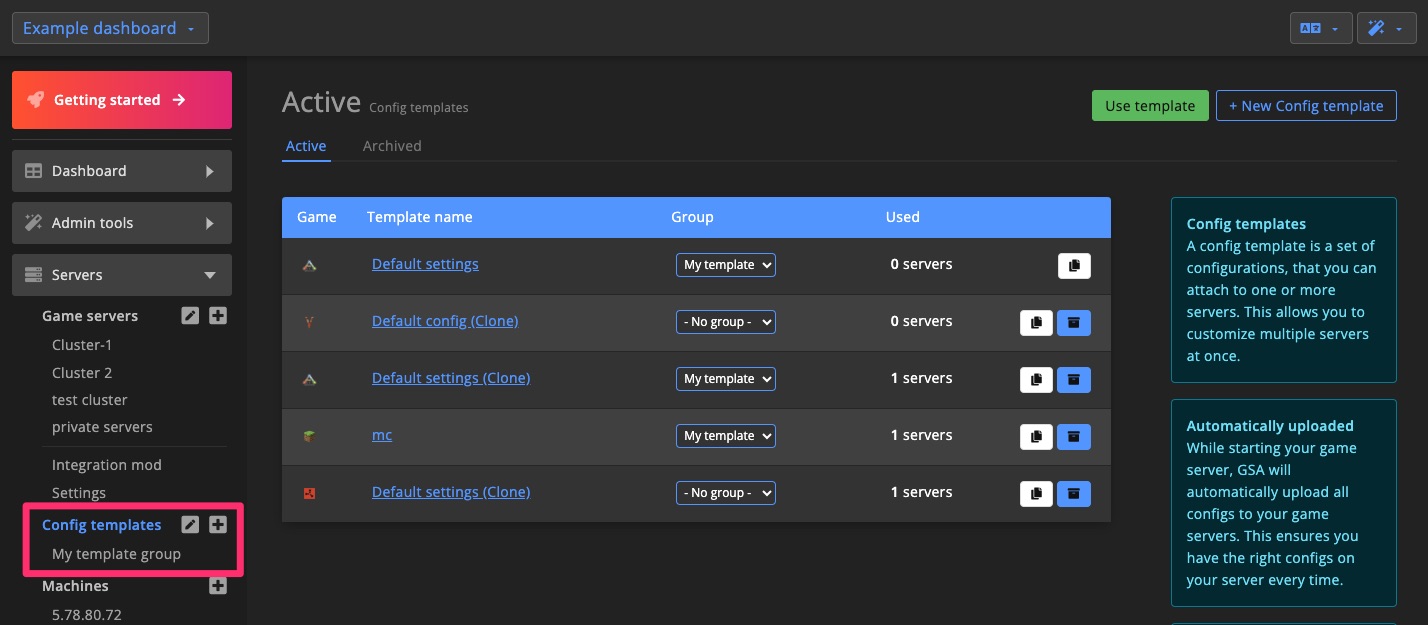 Example dashboard
Getting started
Dashboard
Admin tools
Servers
Game servers
Cluster-1
Cluster 2
test cluster
private servers
Integration mod
Settings
Config templates
My template group
Machines
5.78.80.72
Active Config templates
Use template
+ New Config template
Active Archived
Game Template name Group Used
Default settings My template 0 servers
Default config (Clone) - No group - 0 servers
Default settings (Clone) My template 1 servers
mc My template 1 servers
Default settings (Clone) - No group - 1 servers
Config templates
A config template is a set of
configurations, that you can
attach to one or more
servers. This allows you to
customize multiple servers
at once.
Automatically uploaded
While starting your game
server, GSA will
automatically upload all
configs to your game
servers. This ensures you
have the right configs on
your server every time.